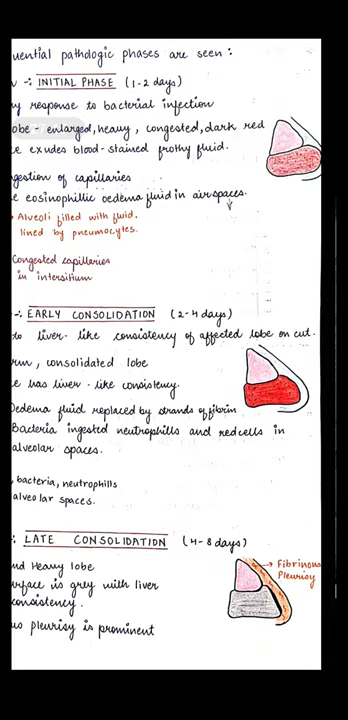 uential pathologic phases are seen :
-: INITIAL PHASE (1-2 days)
y response to bacterial infection
obe - enlarged, heavy, congested, dark red
e exudes blood-stained frothy fluid.
gestion of capillaries
e eosinophillic oedema fluid in airspaces.
Alveoli filled with fluid,
lined by pneumocytes.
Congested capillaries
in intersitium
-: EARLY CONSOLIDATION (2-4 days)
to liver-like consistency of affected lobe on cut.
rm, consolidated lobe
e has liver-like consistency.
Oedema fluid replaced by strands of fibrin
Bacteria ingested neutrophills and redcells in
alveolar spaces.
, bacteria, neutrophills
alveolar spaces.
: LATE CONSOLIDATION (4-8 days)
nd Heavy lobe
Fibrinous
Pleurisy
urface is grey with liver
consistency.
us pleurisy is prominent